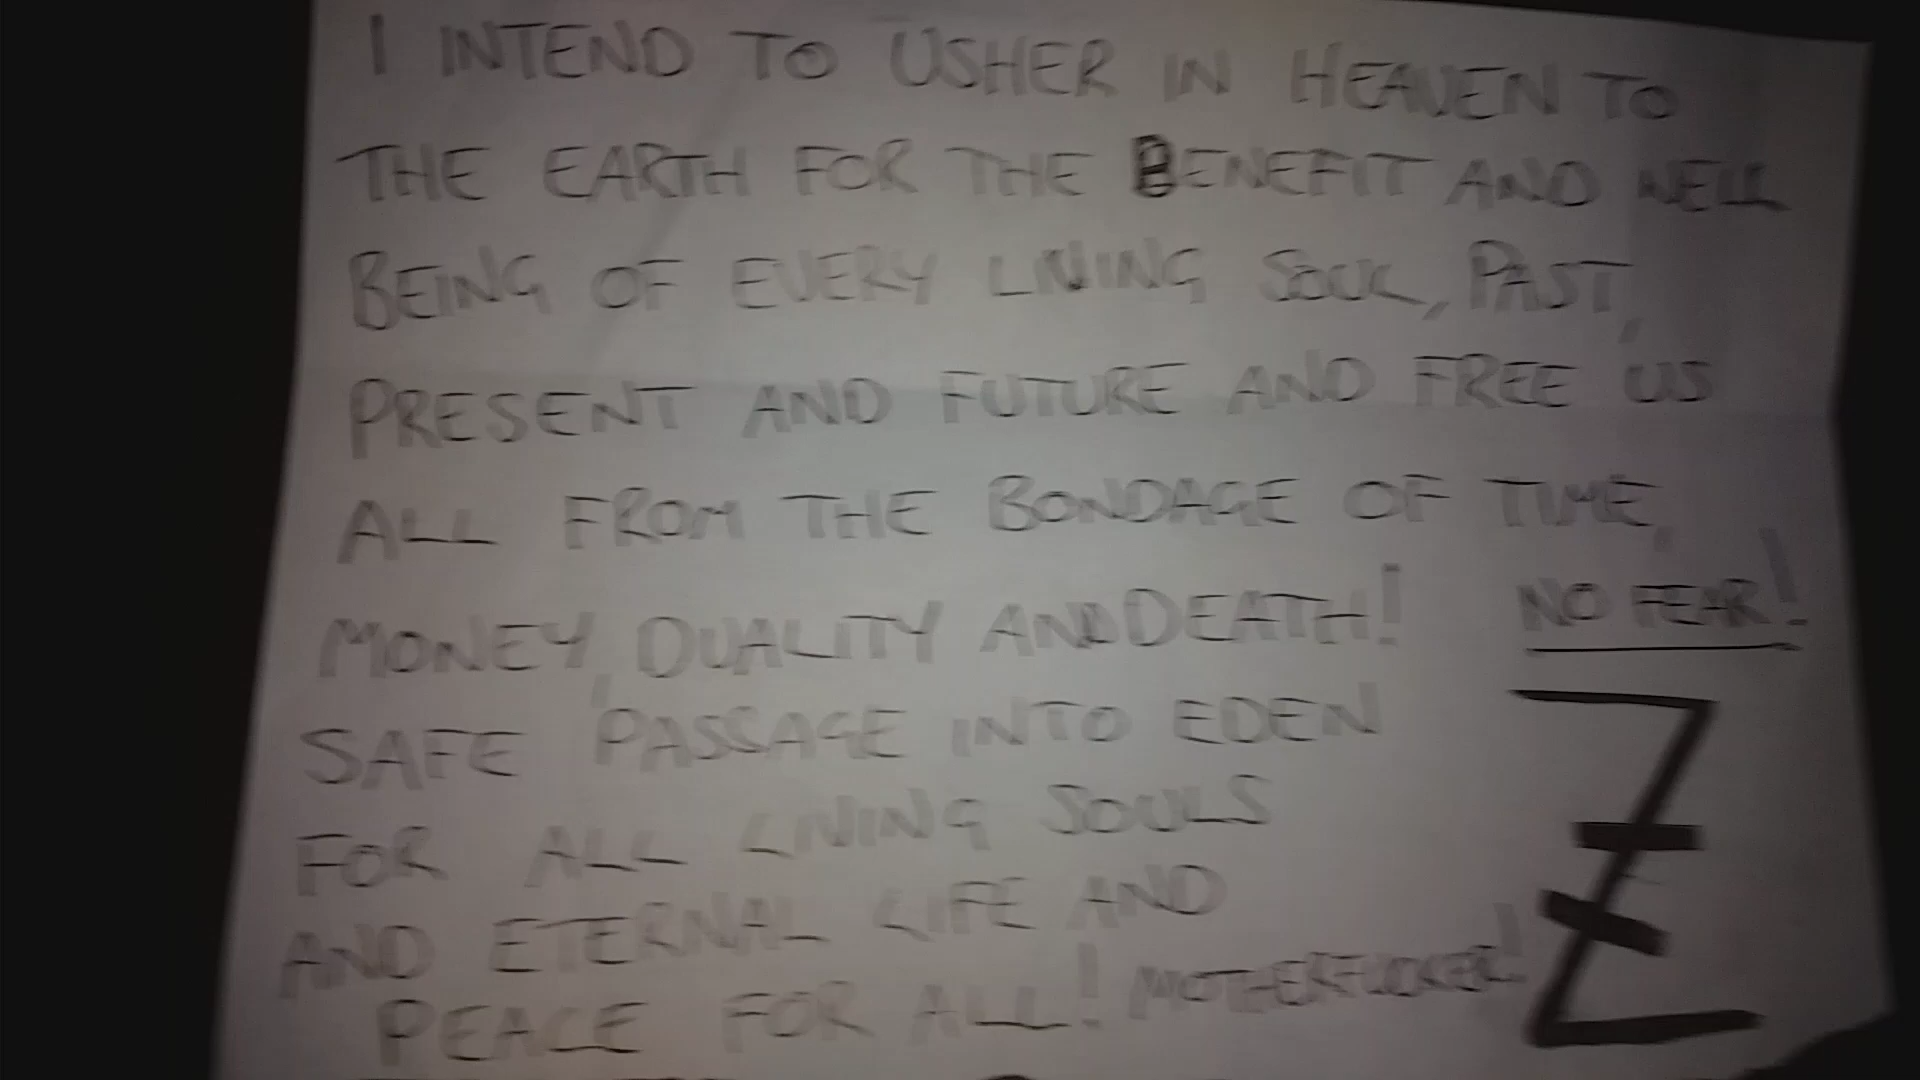 I INTEND TO USHER IN HEAVEN TO
THE EARTH FOR THE BENEFIT AND WELL
BEING OF EVERY LIVING SOUL, PAST,
PRESENT AND FUTURE AND FREE US
ALL FROM THE BONDAGE OF TIME,
MONEY, DUALITY AND DEATH! NO FEAR!
SAFE PASSAGE INTO EDEN
FOR ALL LIVING SOULS
AND ETERNAL LIFE AND
PEACE FOR ALL! MOTHERFUCKER!
Z